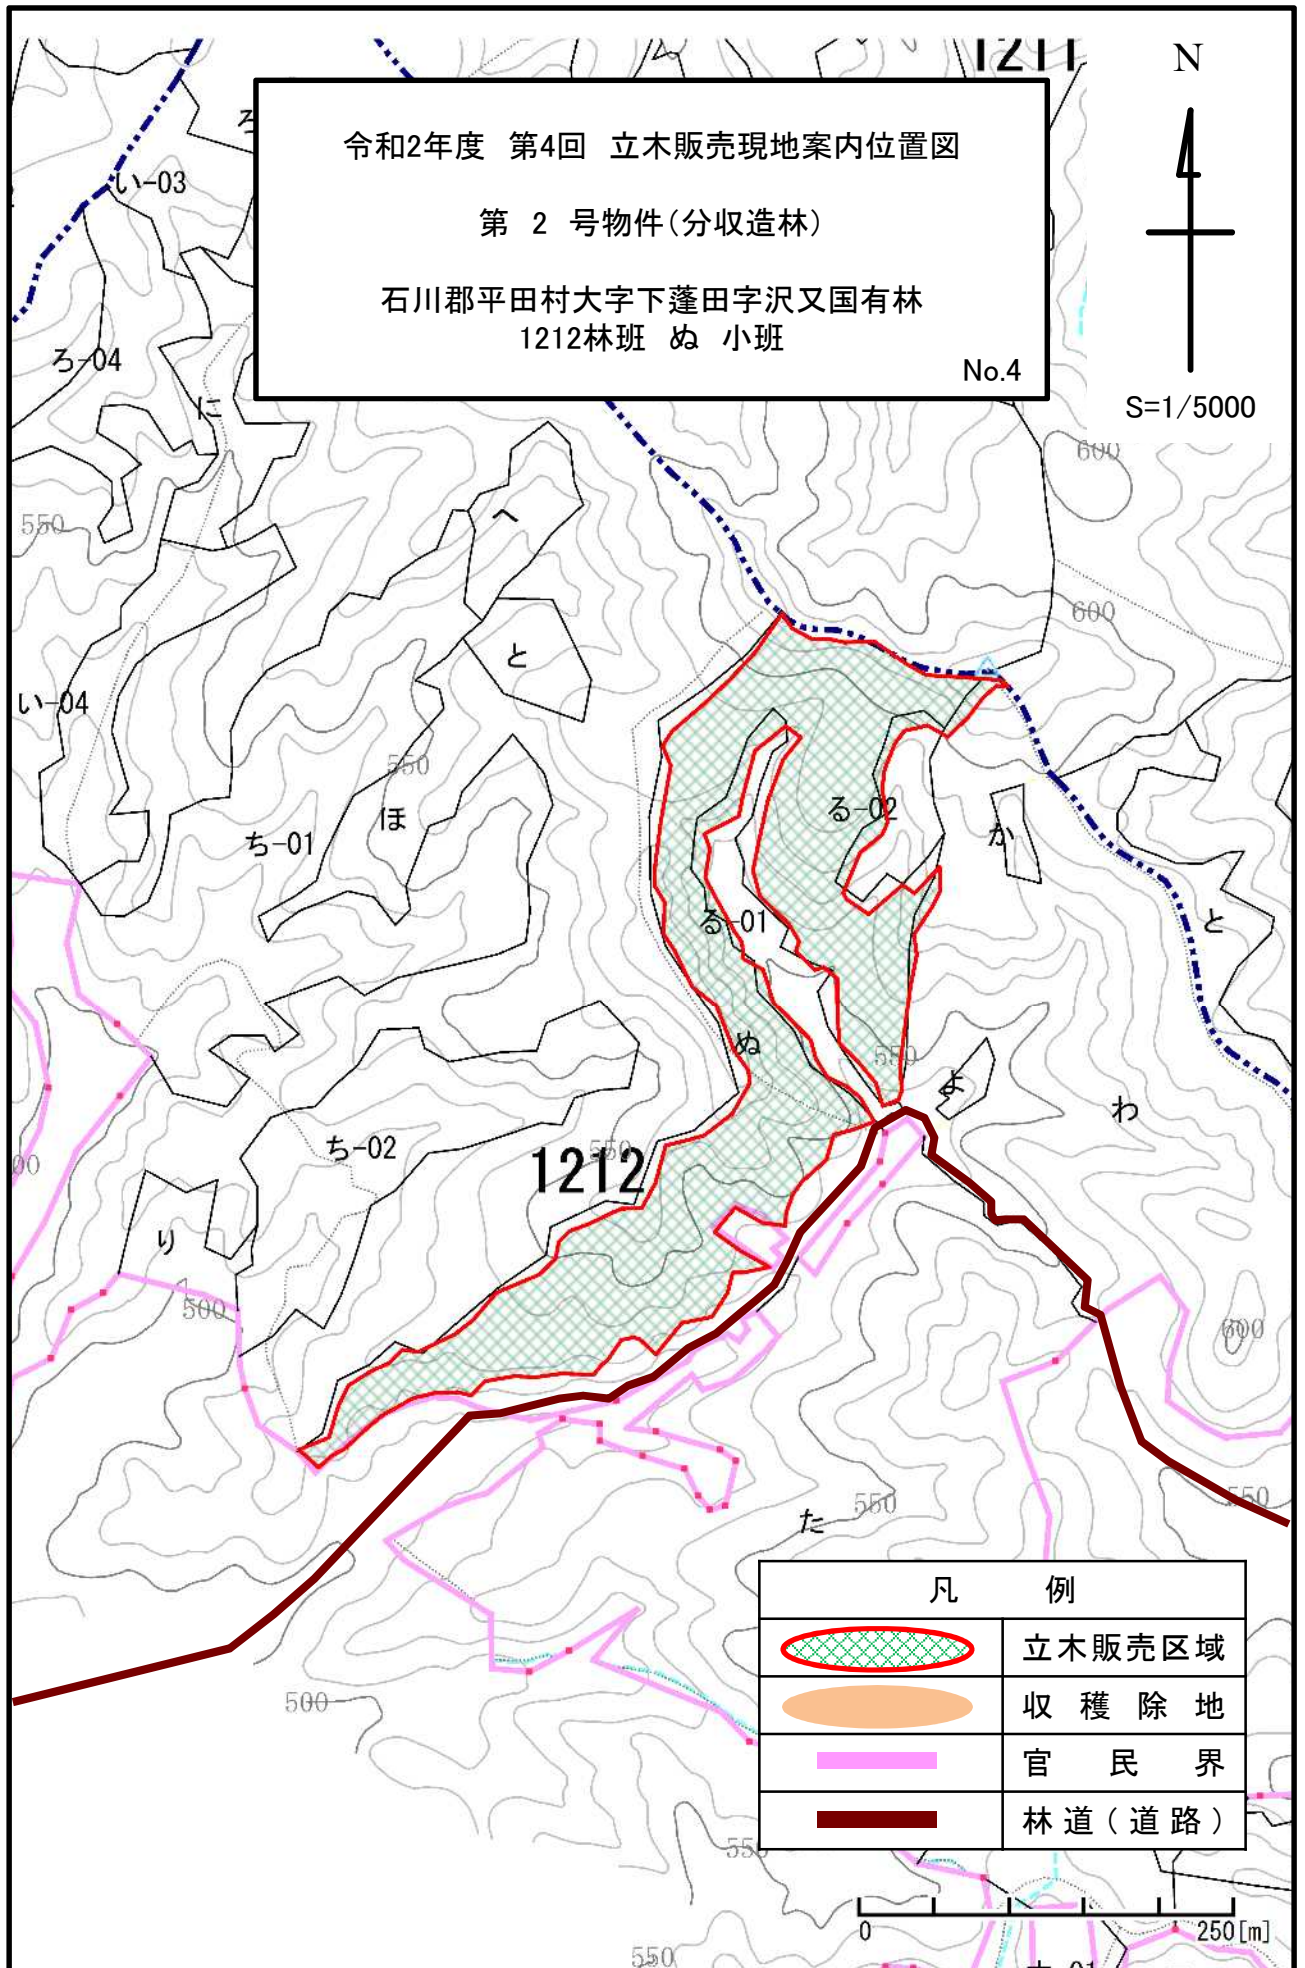 1211
N
令和2年度 第4回 立木販売現地案内位置図
第 2 号物件(分収造林)
石川郡平田村大字下蓬田字沢又国有林
1212林班 ぬ 小班
No.4
S=1/5000
い-03
ろ-04
に
600
550
へ
600
と
い-04
550
る-02
ほ
ち-01
か
る-01
と
ぬ
550
よ
わ
ち-02
550
1212
り
500
600
550
550
た
凡 例
立木販売区域
500
収 穫 除 地
官 民 界
林 道 ( 道 路 )
550
0 250[m]
550